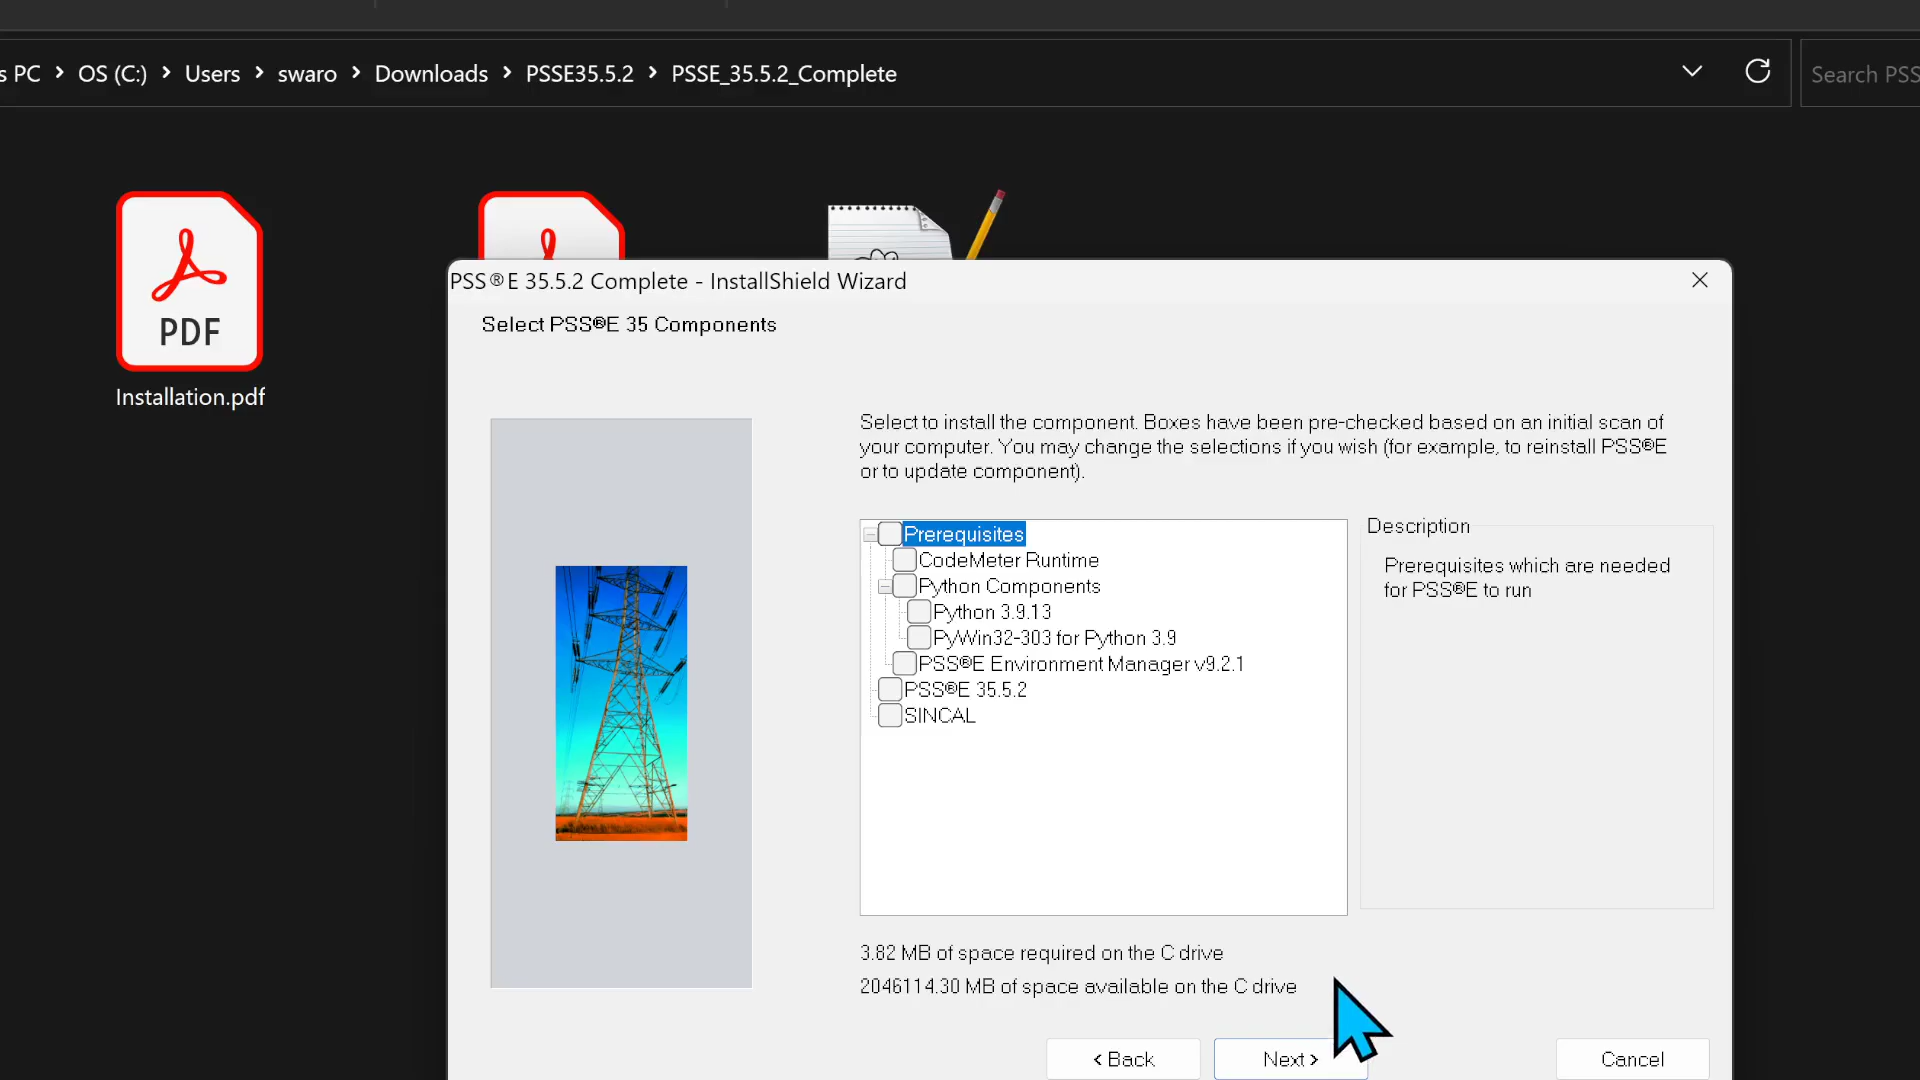 s PC > OS (C:) > Users > swaro > Downloads > PSSE35.5.2 > PSSE_35.5.2_Complete
Search PSS
PDF
Installation.pdf
PSS®E 35.5.2 Complete - InstallShield Wizard
Select PSS®E 35 Components
Select to install the component. Boxes have been pre-checked based on an initial scan of
your computer. You may change the selections if you wish (for example, to reinstall PSS®E
or to update component).
Prerequisites
CodeMeter Runtime
Python Components
Python 3.9.13
PyWin32-303 for Python 3.9
PSS®E Environment Manager v9.2.1
PSS®E 35.5.2
SINCAL
Description
Prerequisites which are needed
for PSS®E to run
3.82 MB of space required on the C drive
2046114.30 MB of space available on the C drive
< Back
Next >
Cancel